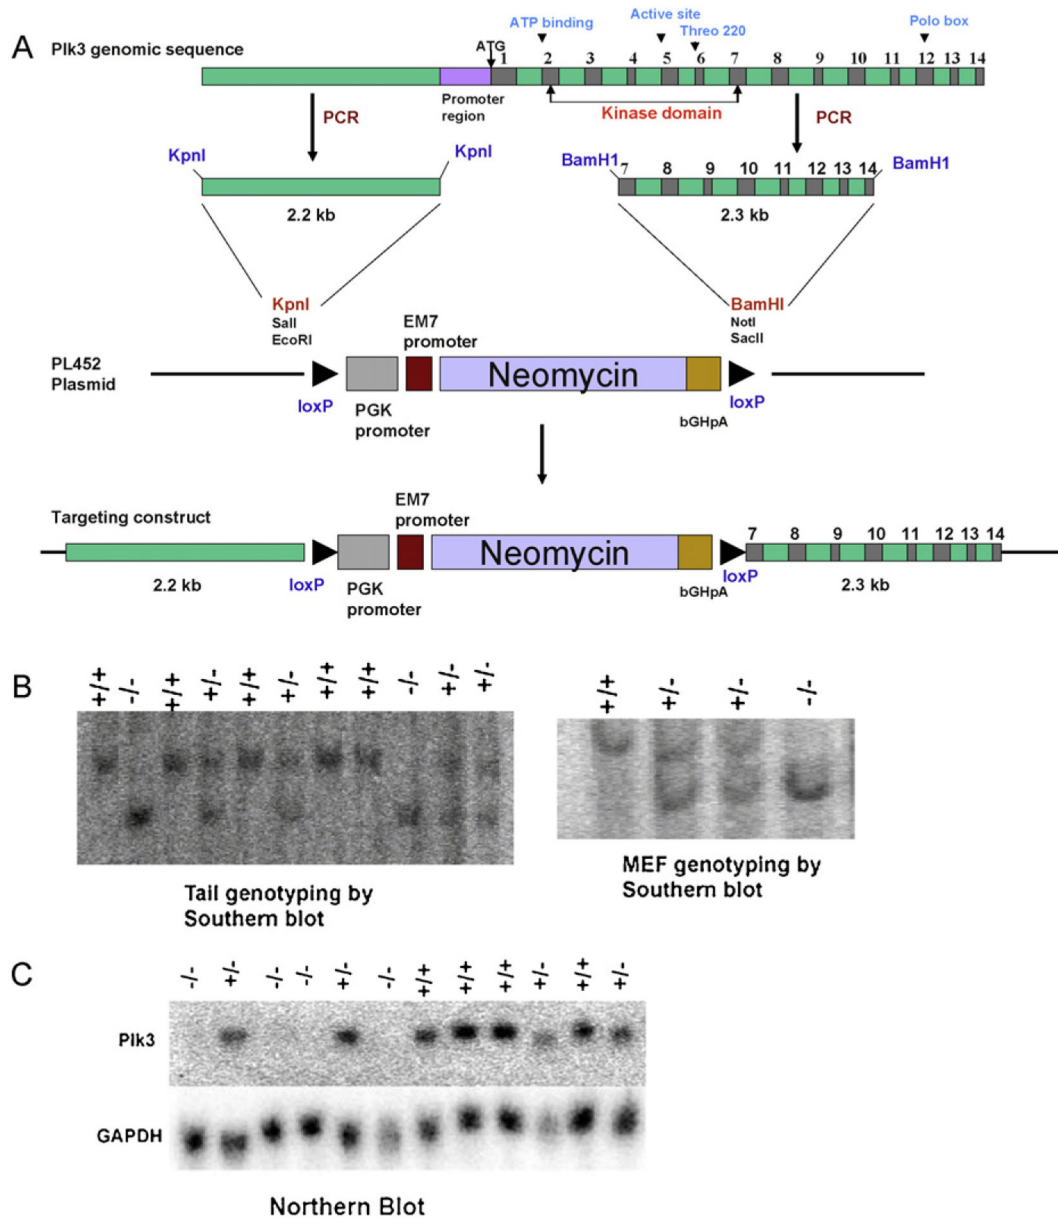 A
Plk3 genomic sequence
ATP binding
Active site
Threo 220
Polo box
ATG
1 2 3 4 5 6 7 8 9 10 11 12 13 14
Promoter
region
Kinase domain
PCR
PCR
KpnI
KpnI
BamH1
BamH1
7 8 9 10 11 12 13 14
2.2 kb
2.3 kb
KpnI
SalI
EcoRI
BamHI
NotI
SacII
EM7
promoter
PL452
Plasmid
Neomycin
loxP
loxP
PGK
promoter
bGHpA
EM7
promoter
Targeting construct
7 8 9 10 11 12 13 14
Neomycin
2.2 kb
loxP
loxP
2.3 kb
PGK
promoter
bGHpA
B
+/+ -/- +/+ +/- +/+ +/- +/+ +/+ -/- +/- +/-
+/+ +/- +/- -/-
Tail genotyping by
Southern blot
MEF genotyping by
Southern blot
C
-/- +/- -/- -/- +/- -/- +/+ +/+ +/+ +/- +/+ +/-
Plk3
GAPDH
Northern Blot